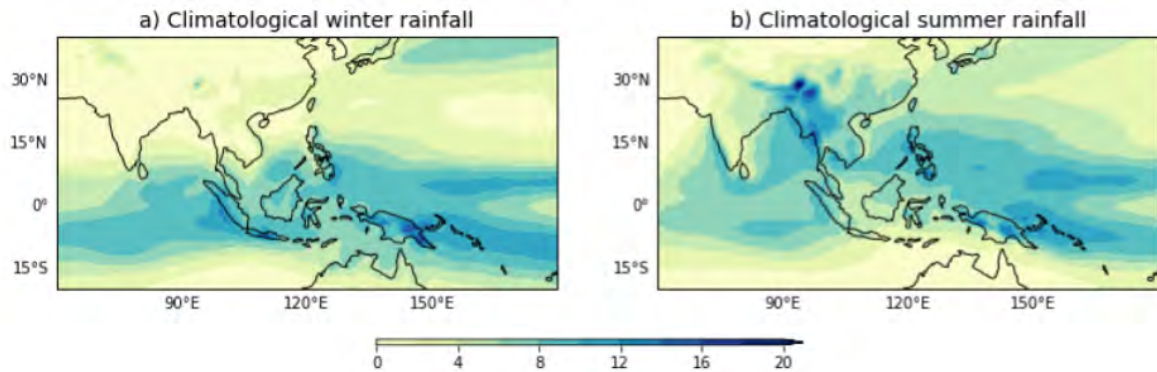 a) Climatological winter rainfall
b) Climatological summer rainfall
30°N
15°N
0°
15°S
90°E
120°E
150°E
30°N
15°N
0°
15°S
90°E
120°E
150°E
0
4
8
12
16
20